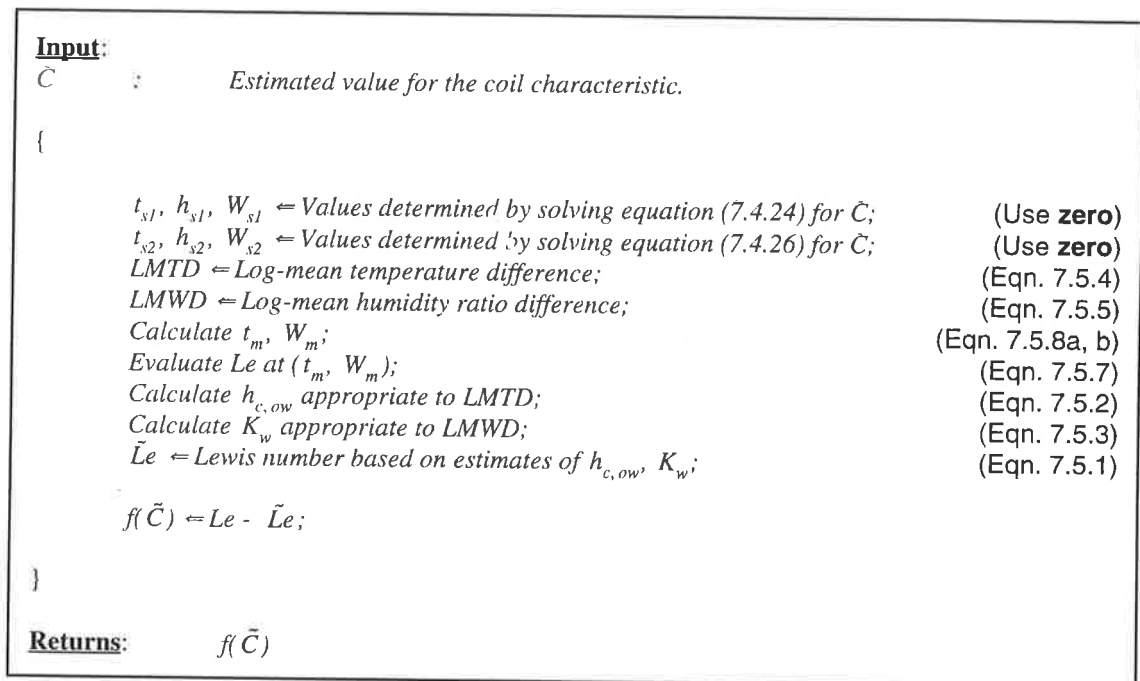 Input:
C̃ : Estimated value for the coil characteristic.
{
t_s1, h_s1, W_s1 ⇐ Values determined by solving equation (7.4.24) for C̃; (Use zero)
t_s2, h_s2, W_s2 ⇐ Values determined by solving equation (7.4.26) for C̃; (Use zero)
LMTD ⇐ Log-mean temperature difference; (Eqn. 7.5.4)
LMWD ⇐ Log-mean humidity ratio difference; (Eqn. 7.5.5)
Calculate t_m, W_m; (Eqn. 7.5.8a, b)
Evaluate Le at (t_m, W_m); (Eqn. 7.5.7)
Calculate h_c,ow appropriate to LMTD; (Eqn. 7.5.2)
Calculate K_w appropriate to LMWD; (Eqn. 7.5.3)
L̃e ⇐ Lewis number based on estimates of h_c,ow, K_w; (Eqn. 7.5.1)
f(C̃) ⇐ Le - L̃e;
}
Returns: f(C̃)